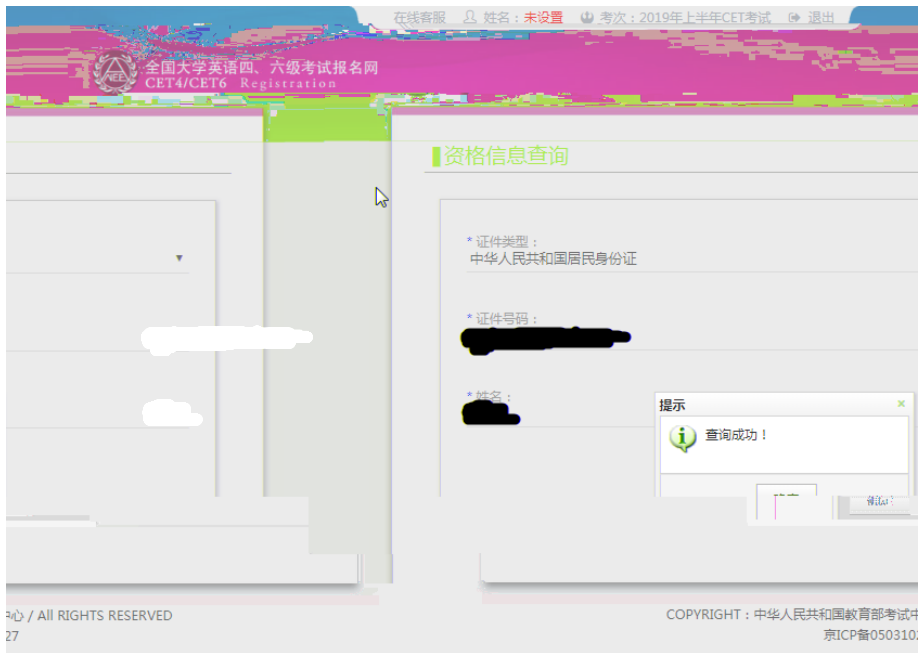 在线客服 姓名：未设置 考次：2019年上半年CET考试 退出
全国大学英语四、六级考试报名网
CET4/CET6 Registration
资格信息查询
* 证件类型：
中华人民共和国居民身份证
* 证件号码：
* 姓名：
提示
查询成功！
中心 / All RIGHTS RESERVED
27
COPYRIGHT：中华人民共和国教育部考试中
京ICP备050310